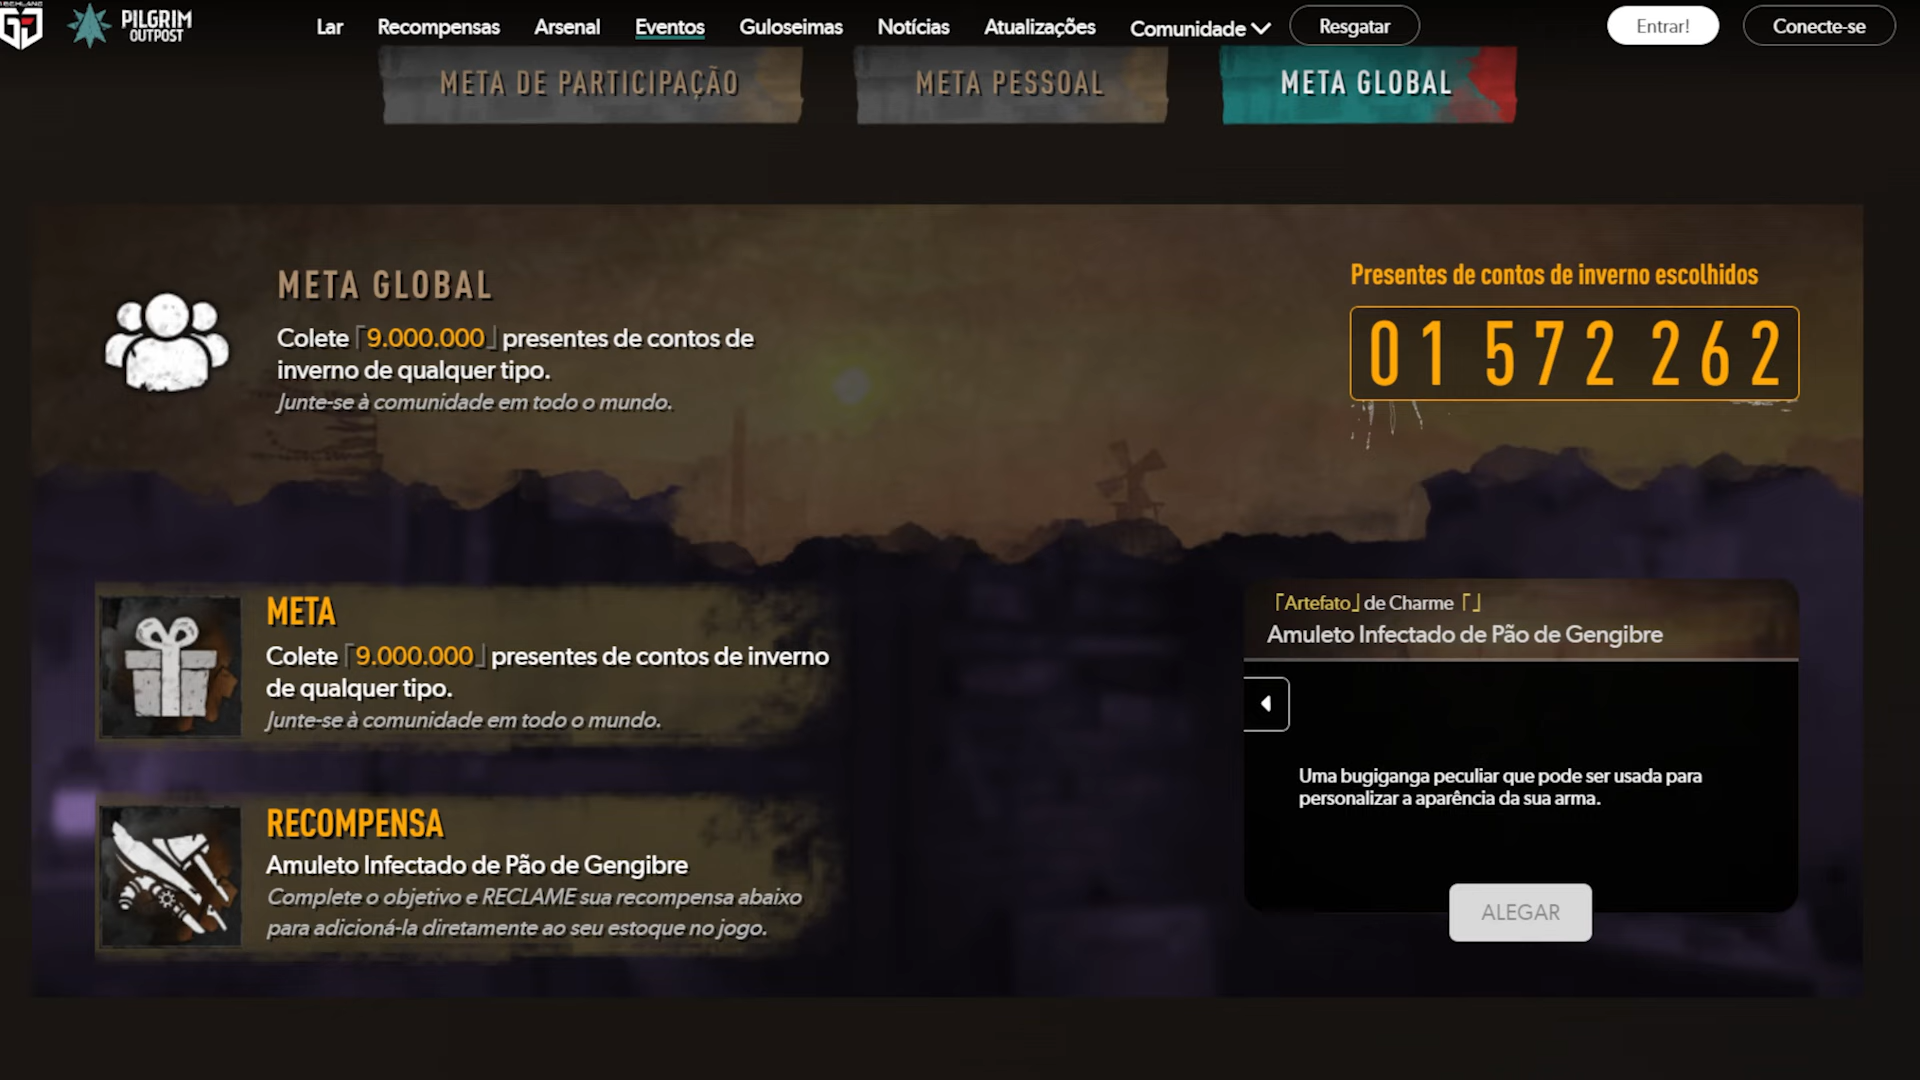 PILGRIM
OUTPOST
Lar Recompensas Arsenal Eventos Guloseimas Notícias Atualizações Comunidade Resgatar Entrar! Conecte-se
META DE PARTICIPAÇÃO META PESSOAL META GLOBAL
META GLOBAL
Colete「9.000.000」presentes de contos de
inverno de qualquer tipo.
Junte-se à comunidade em todo o mundo.
Presentes de contos de inverno escolhidos
01 572 262
META
Colete「9.000.000」presentes de contos de inverno
de qualquer tipo.
Junte-se à comunidade em todo o mundo.
RECOMPENSA
Amuleto Infectado de Pão de Gengibre
Complete o objetivo e RECLAME sua recompensa abaixo
para adicioná-la diretamente ao seu estoque no jogo.
「Artefato」de Charme「」
Amuleto Infectado de Pão de Gengibre
Uma bugiganga peculiar que pode ser usada para
personalizar a aparência da sua arma.
ALEGAR